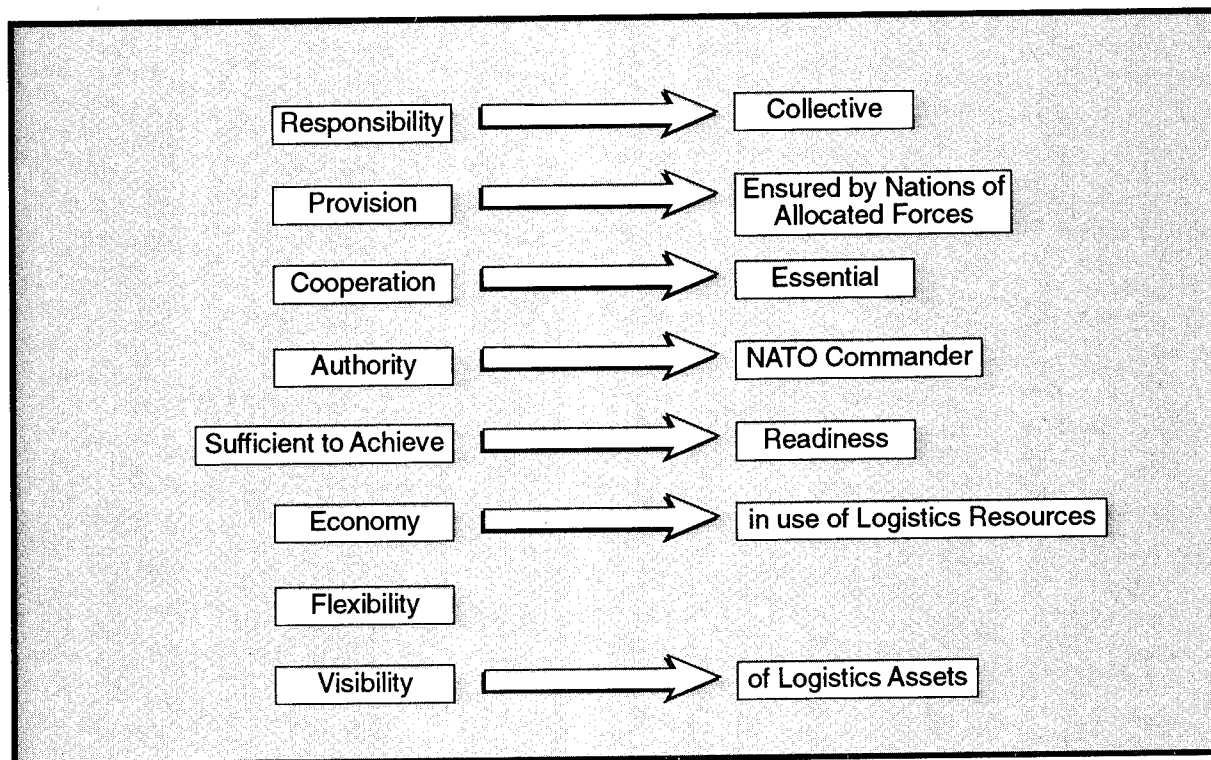 Responsibility
Collective
Provision
Ensured by Nations of
Allocated Forces
Cooperation
Essential
Authority
NATO Commander
Sufficient to Achieve
Readiness
Economy
in use of Logistics Resources
Flexibility
Visibility
of Logistics Assets